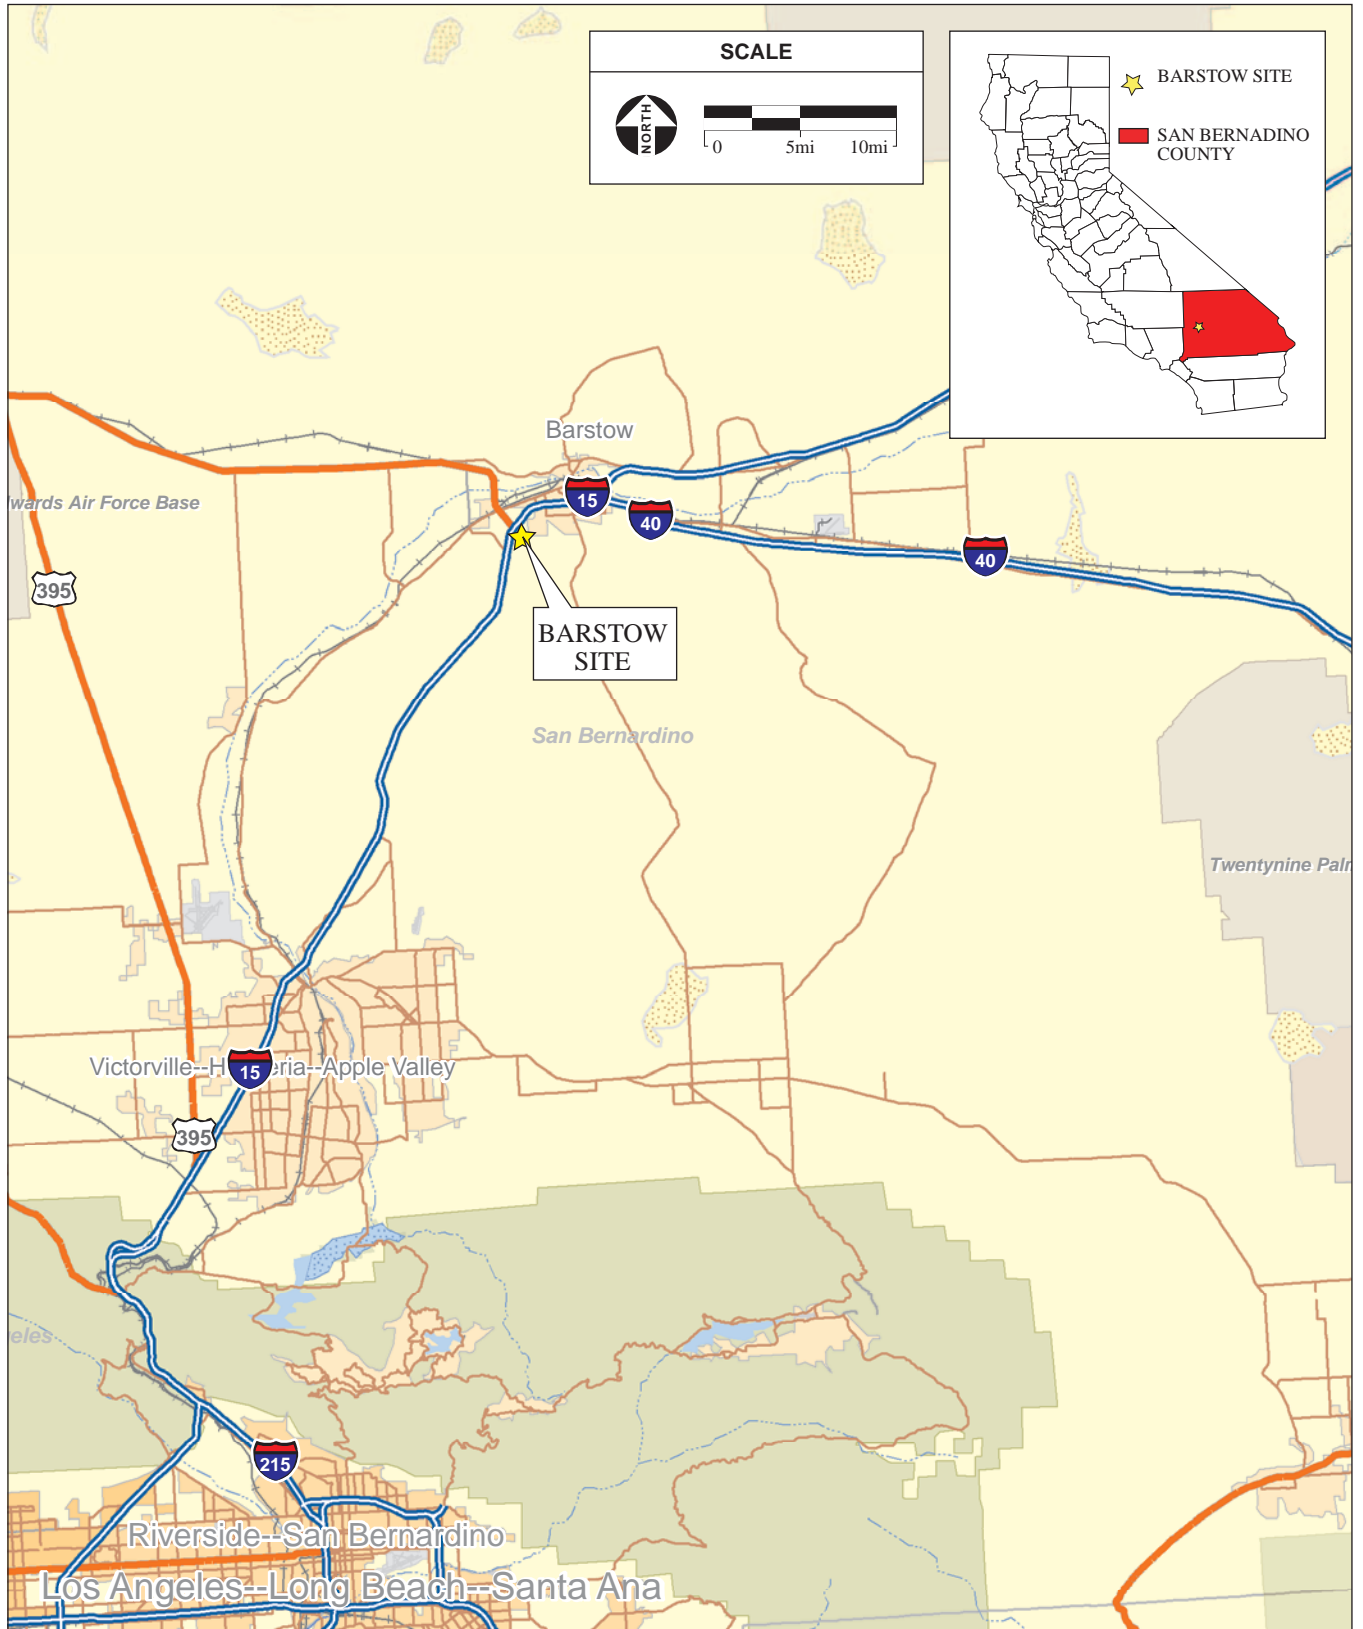 SCALE
NORTH
0 5mi 10mi
BARSTOW SITE
SAN BERNADINO
COUNTY
Barstow
15
40
wards Air Force Base
40
395
BARSTOW
SITE
San Bernardino
Twentynine Palm
Victorville--H eria--Apple Valley
15
395
eles
215
Riverside--San Bernardino
Los Angeles--Long Beach--Santa Ana